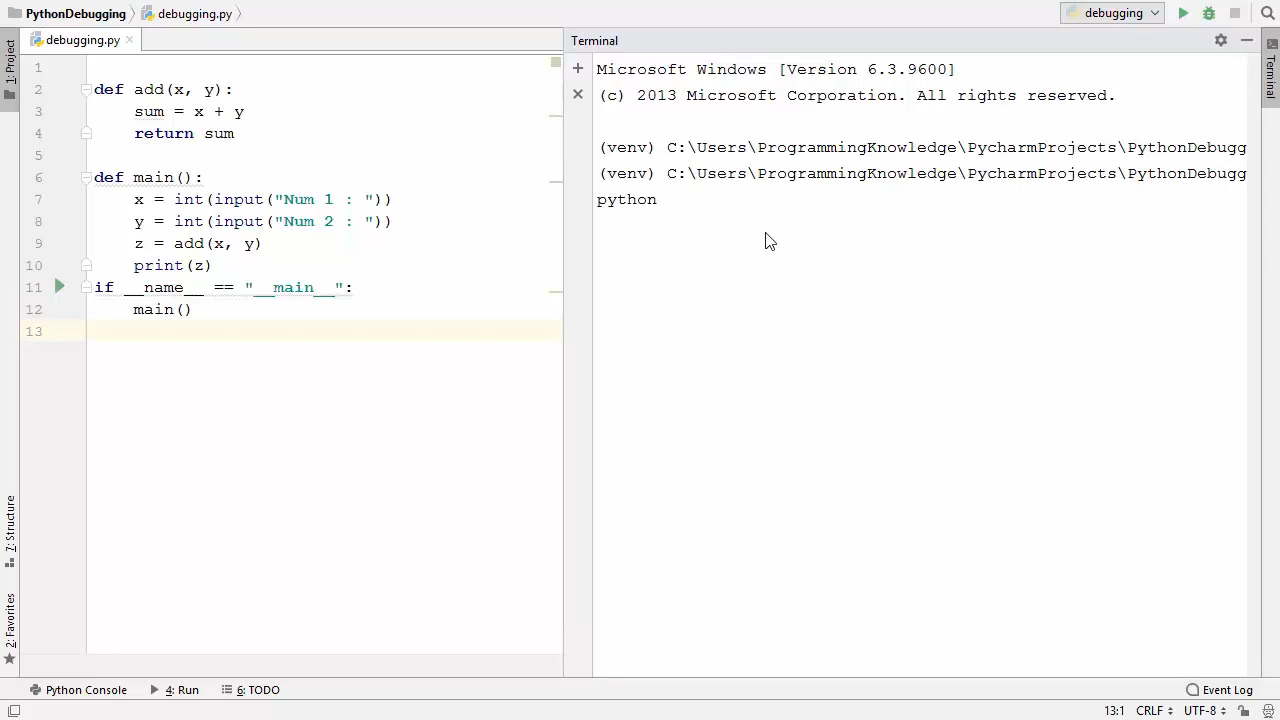 PythonDebugging debugging.py debugging
debugging.py
Terminal
1: Project
Terminal
1
2 def add(x, y):
3 sum = x + y
4 return sum
5
6 def main():
7 x = int(input("Num 1 : "))
8 y = int(input("Num 2 : "))
9 z = add(x, y)
10 print(z)
11 if __name__ == "__main__":
12 main()
13
Microsoft Windows [Version 6.3.9600]
(c) 2013 Microsoft Corporation. All rights reserved.
(venv) C:\Users\ProgrammingKnowledge\PycharmProjects\PythonDebugg
(venv) C:\Users\ProgrammingKnowledge\PycharmProjects\PythonDebugg
python
7: Structure
2: Favorites
Python Console 4: Run 6: TODO Event Log
13:1 CRLF UTF-8